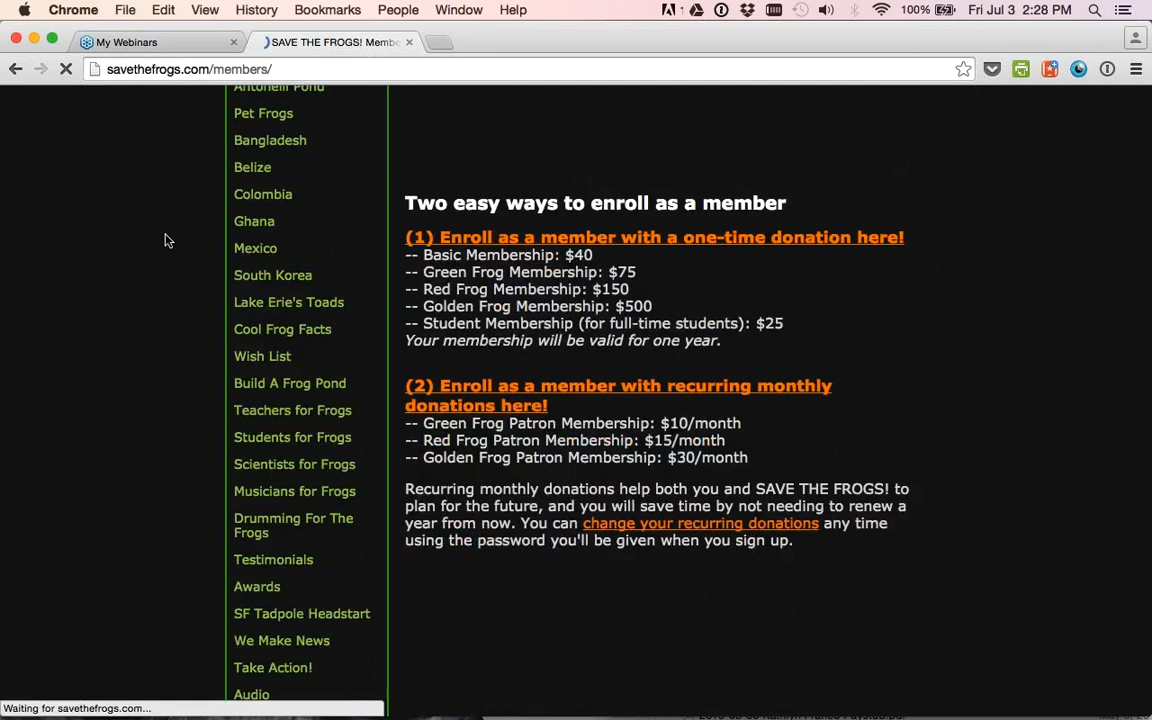 Chrome File Edit View History Bookmarks People Window Help 100% Fri Jul 3 2:28 PM
My Webinars
SAVE THE FROGS! Membe
savethefrogs.com/members/
Antonelli Pond
Pet Frogs
Bangladesh
Belize
Colombia
Ghana
Mexico
South Korea
Lake Erie's Toads
Cool Frog Facts
Wish List
Build A Frog Pond
Teachers for Frogs
Students for Frogs
Scientists for Frogs
Musicians for Frogs
Drumming For The
Frogs
Testimonials
Awards
SF Tadpole Headstart
We Make News
Take Action!
Audio
Two easy ways to enroll as a member
(1) Enroll as a member with a one-time donation here!
-- Basic Membership: $40
-- Green Frog Membership: $75
-- Red Frog Membership: $150
-- Golden Frog Membership: $500
-- Student Membership (for full-time students): $25
Your membership will be valid for one year.
(2) Enroll as a member with recurring monthly
donations here!
-- Green Frog Patron Membership: $10/month
-- Red Frog Patron Membership: $15/month
-- Golden Frog Patron Membership: $30/month
Recurring monthly donations help both you and SAVE THE FROGS! to
plan for the future, and you will save time by not needing to renew a
year from now. You can change your recurring donations any time
using the password you'll be given when you sign up.
Waiting for savethefrogs.com...